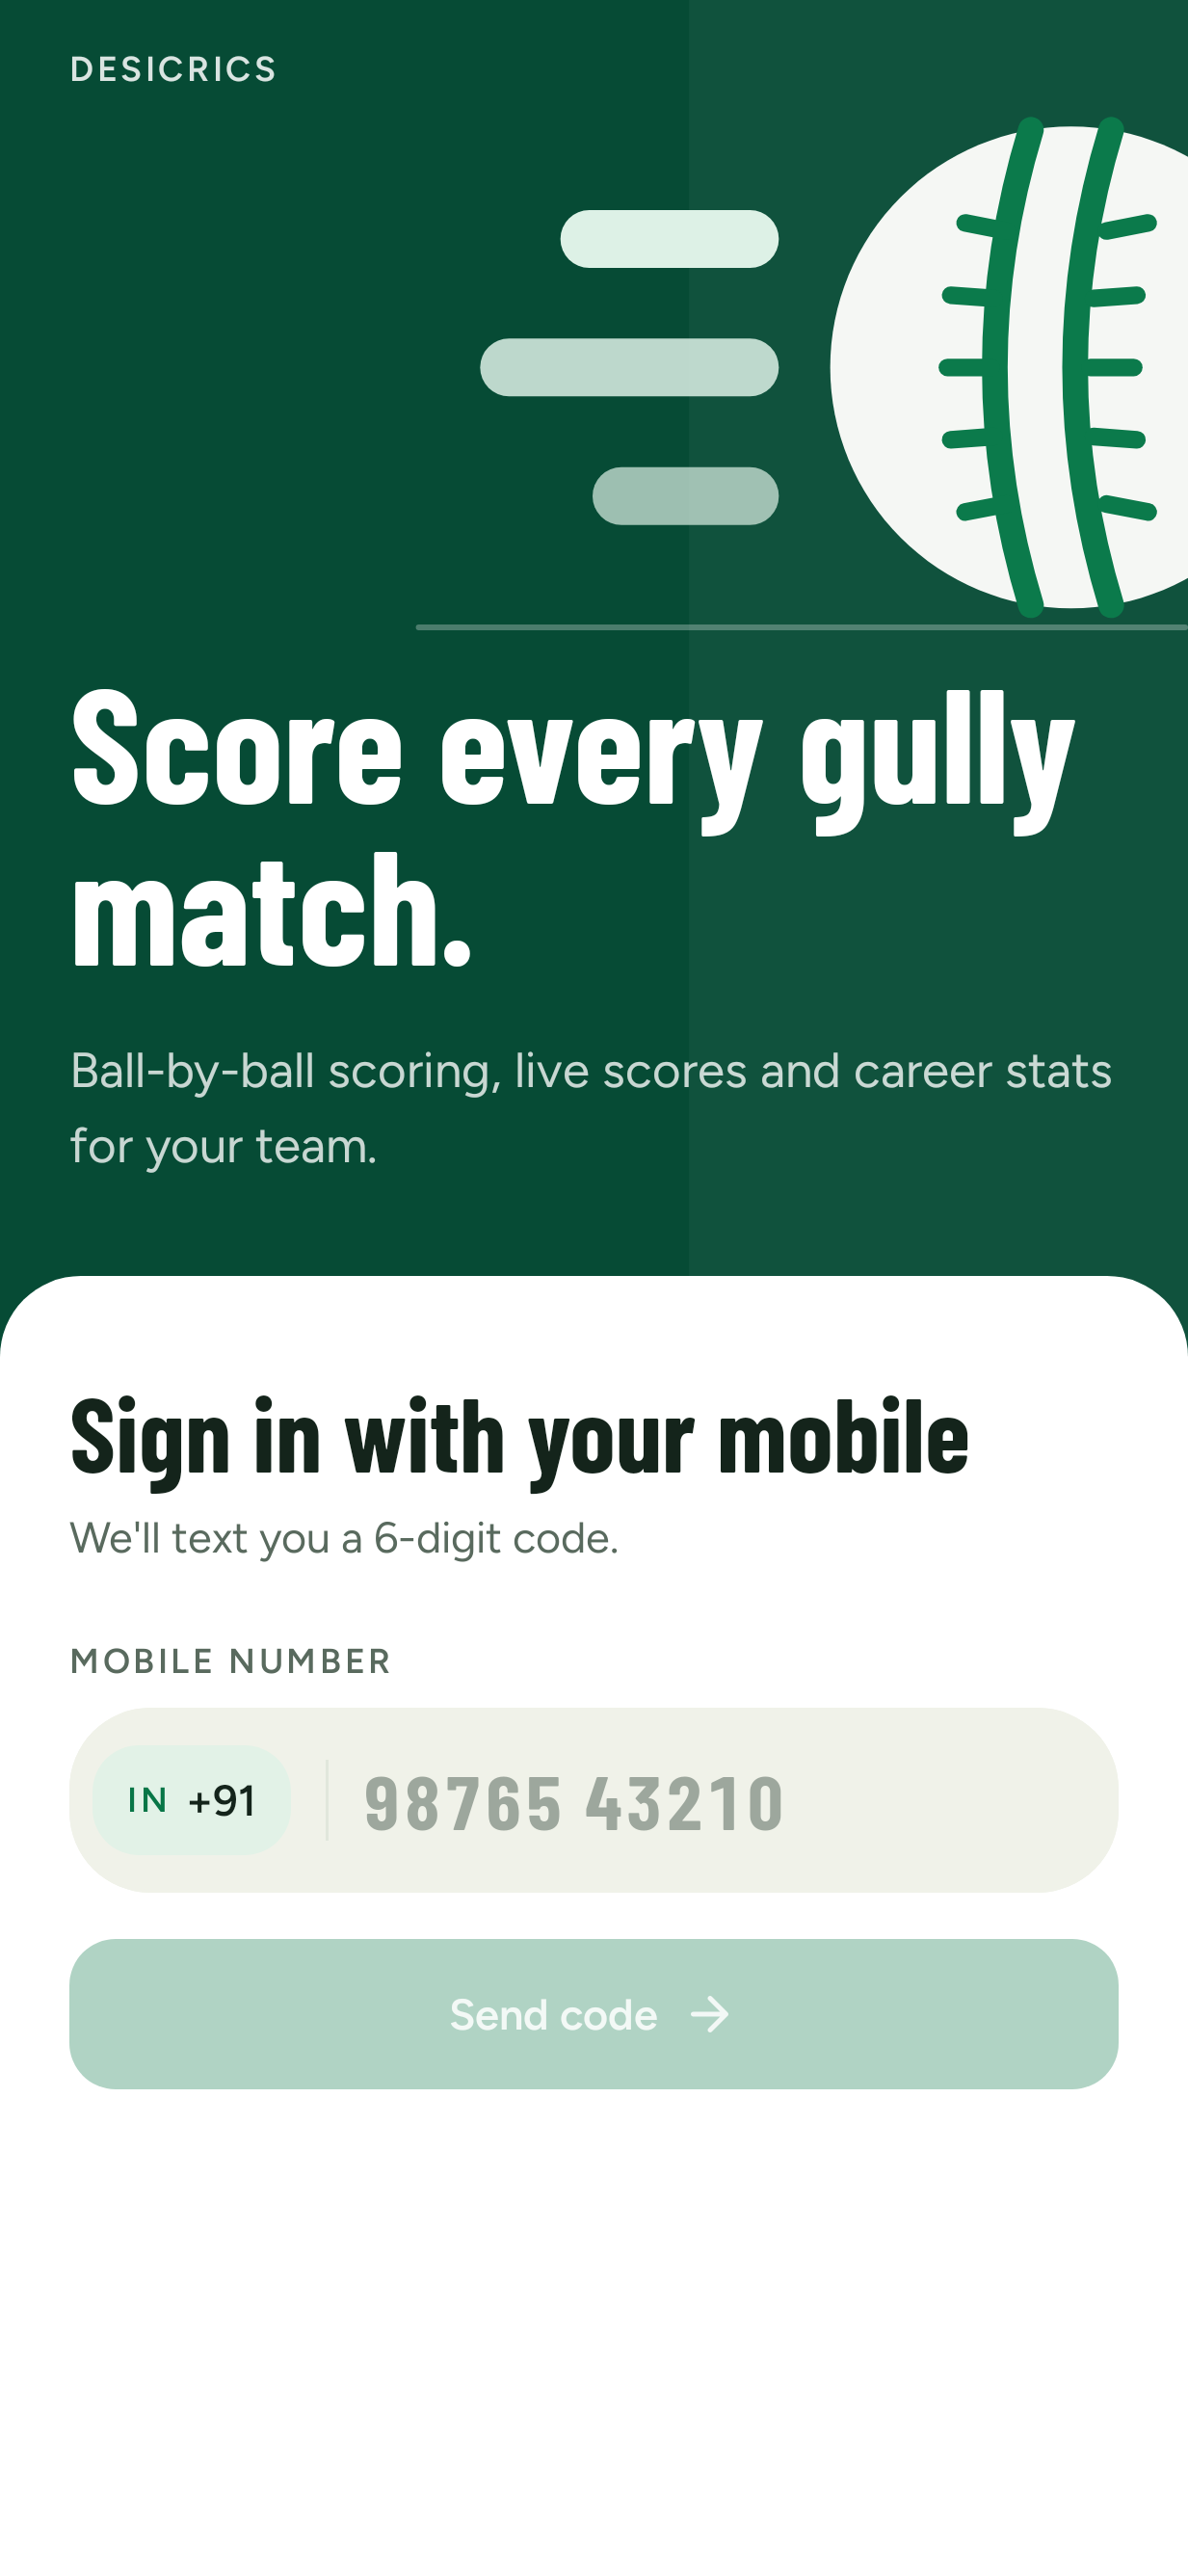 DESICRICS
Score every gully
match.
Ball-by-ball scoring, live scores and career stats
for your team.
Sign in with your mobile
We'll text you a 6-digit code.
MOBILE NUMBER
IN +91 98765 43210
Send code →